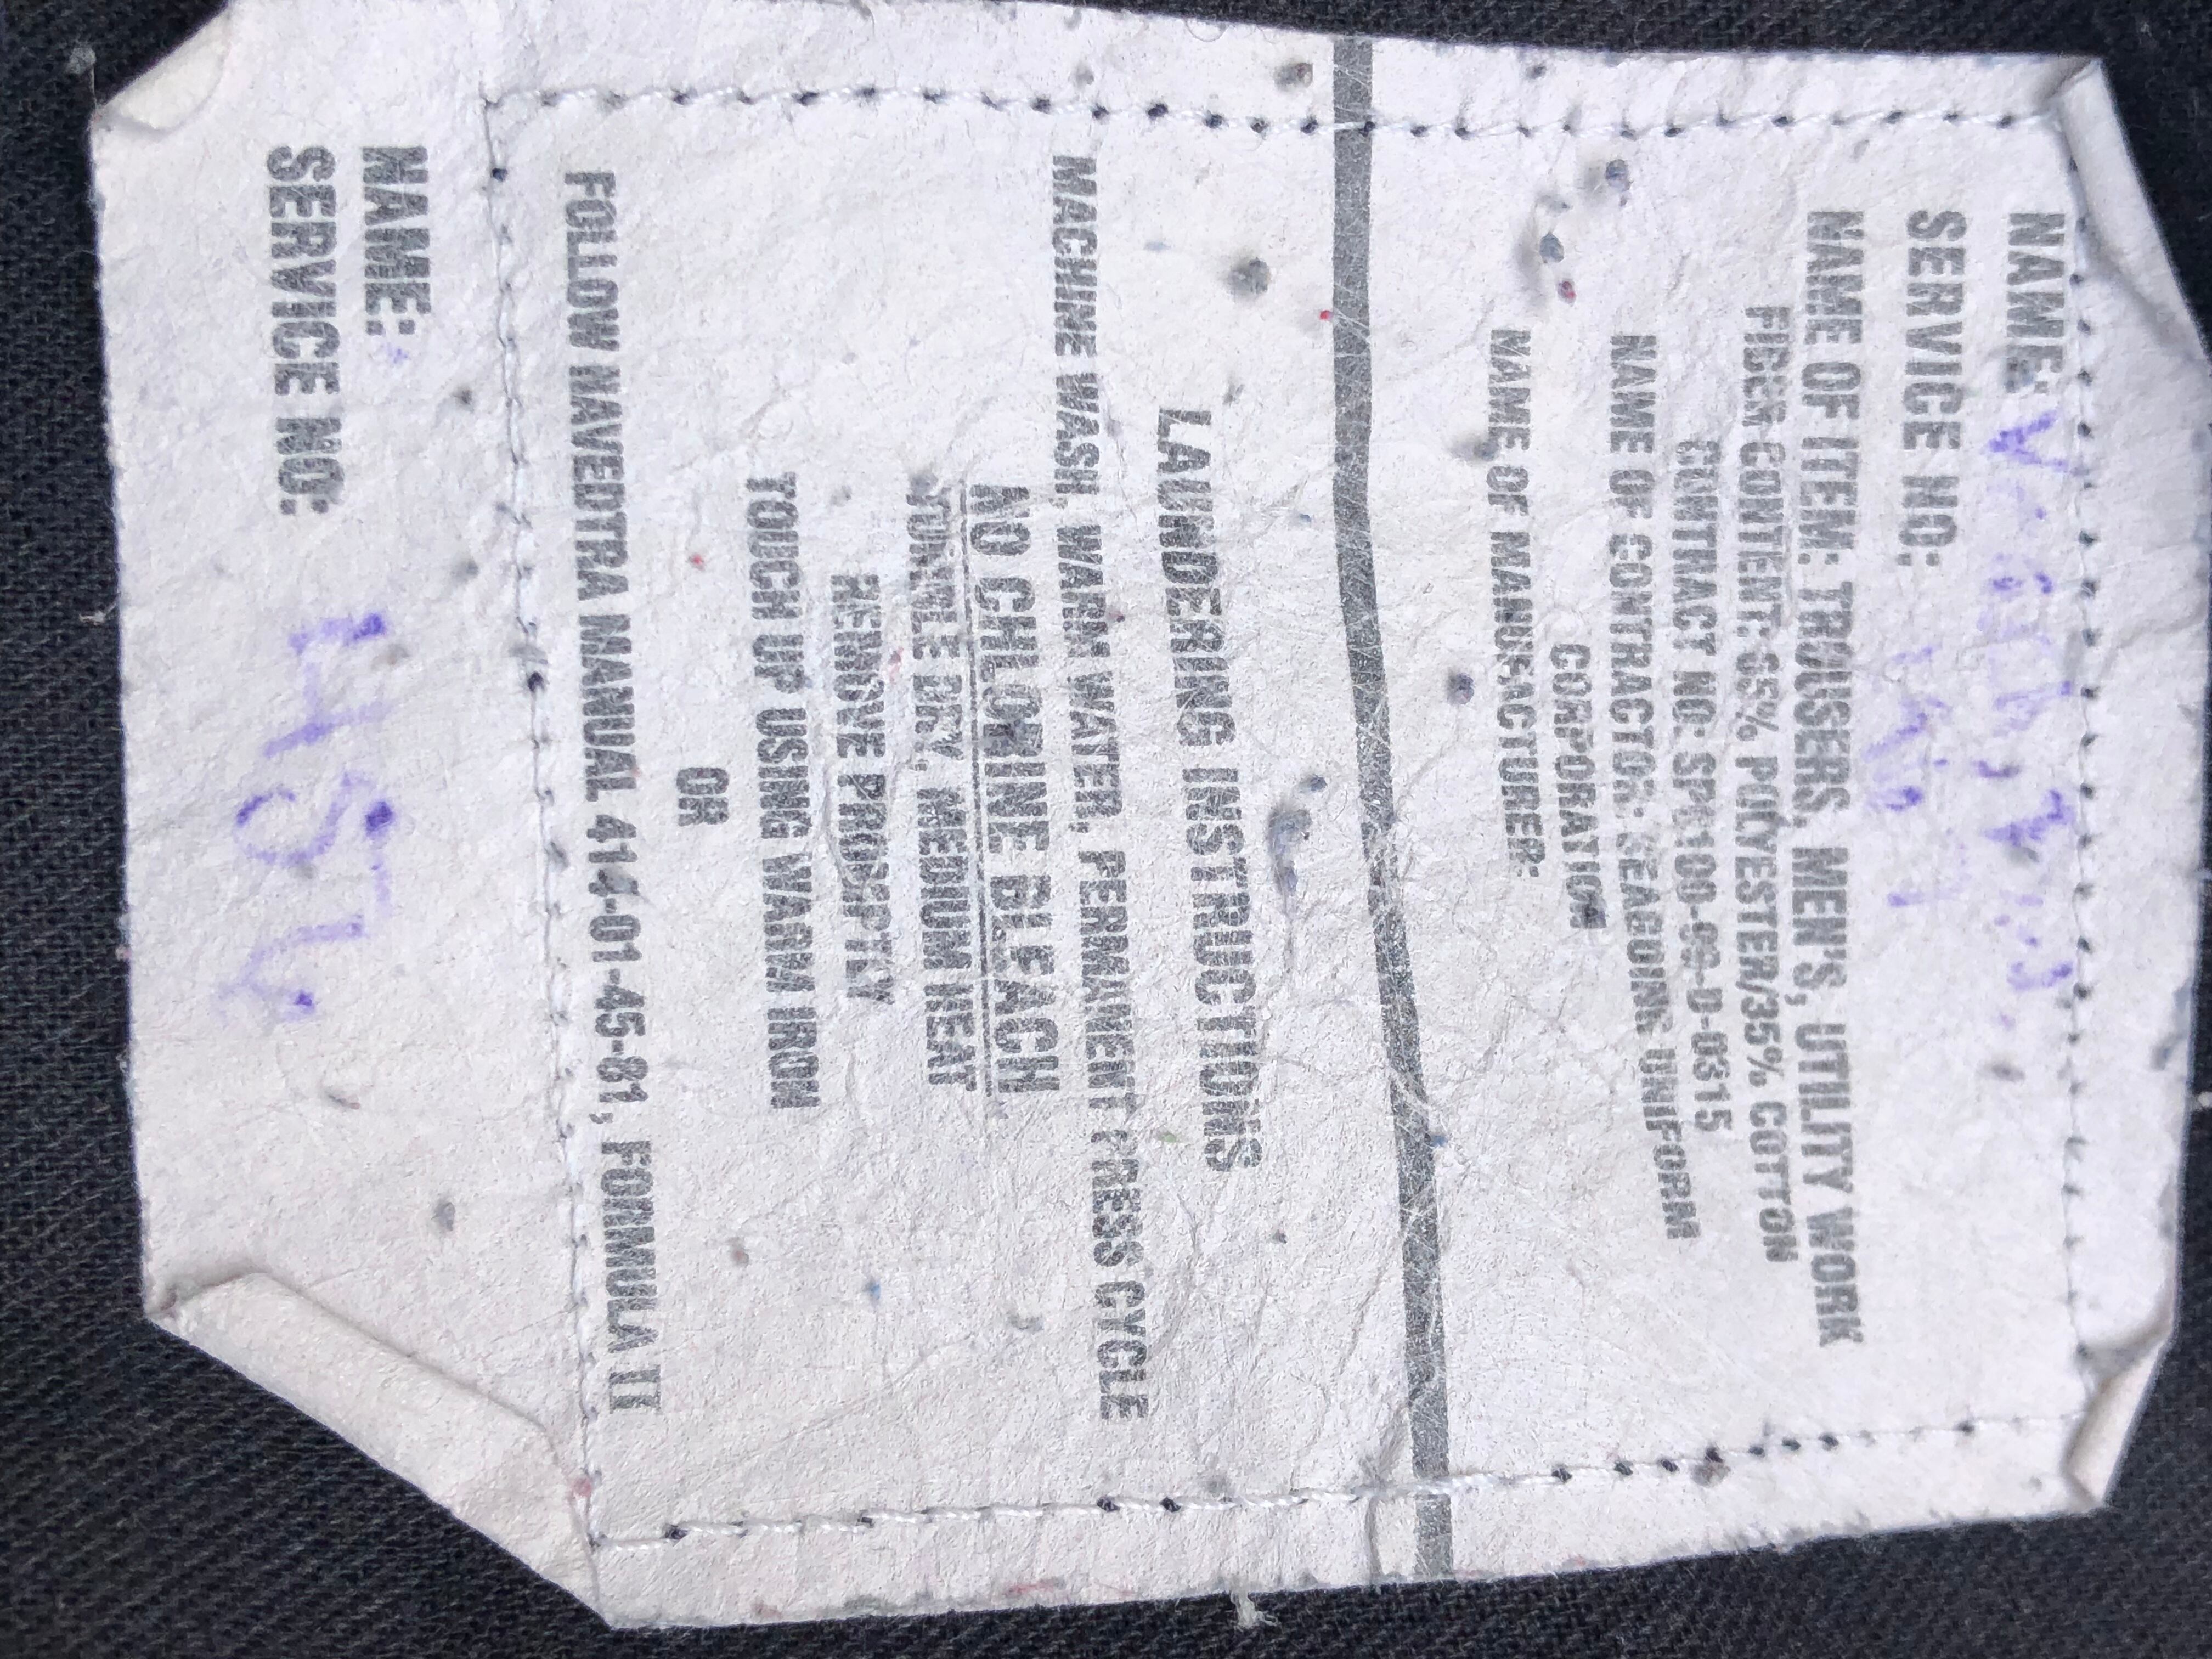 NAME:
SERVICE NO:
NAME OF ITEM: TROUSERS, MEN'S, UTILITY WORK
FIBER CONTENT: 65% POLYESTER/35% COTTON
CONTRACT NO: SP0100-99-D-0315
NAME OF CONTRACTOR: SEAGOING UNIFORM
CORPORATION
NAME OF MANUFACTURER:
LAUNDERING INSTRUCTIONS
MACHINE WASH, WARM WATER, PERMANENT PRESS CYCLE
NO CHLORINE BLEACH
TUMBLE DRY, MEDIUM HEAT
REMOVE PROMPTLY
TOUCH UP USING WARM IRON
OR
FOLLOW NAVEDTRA MANUAL 414-01-45-81, FORMULA II
NAME:
SERVICE NO: